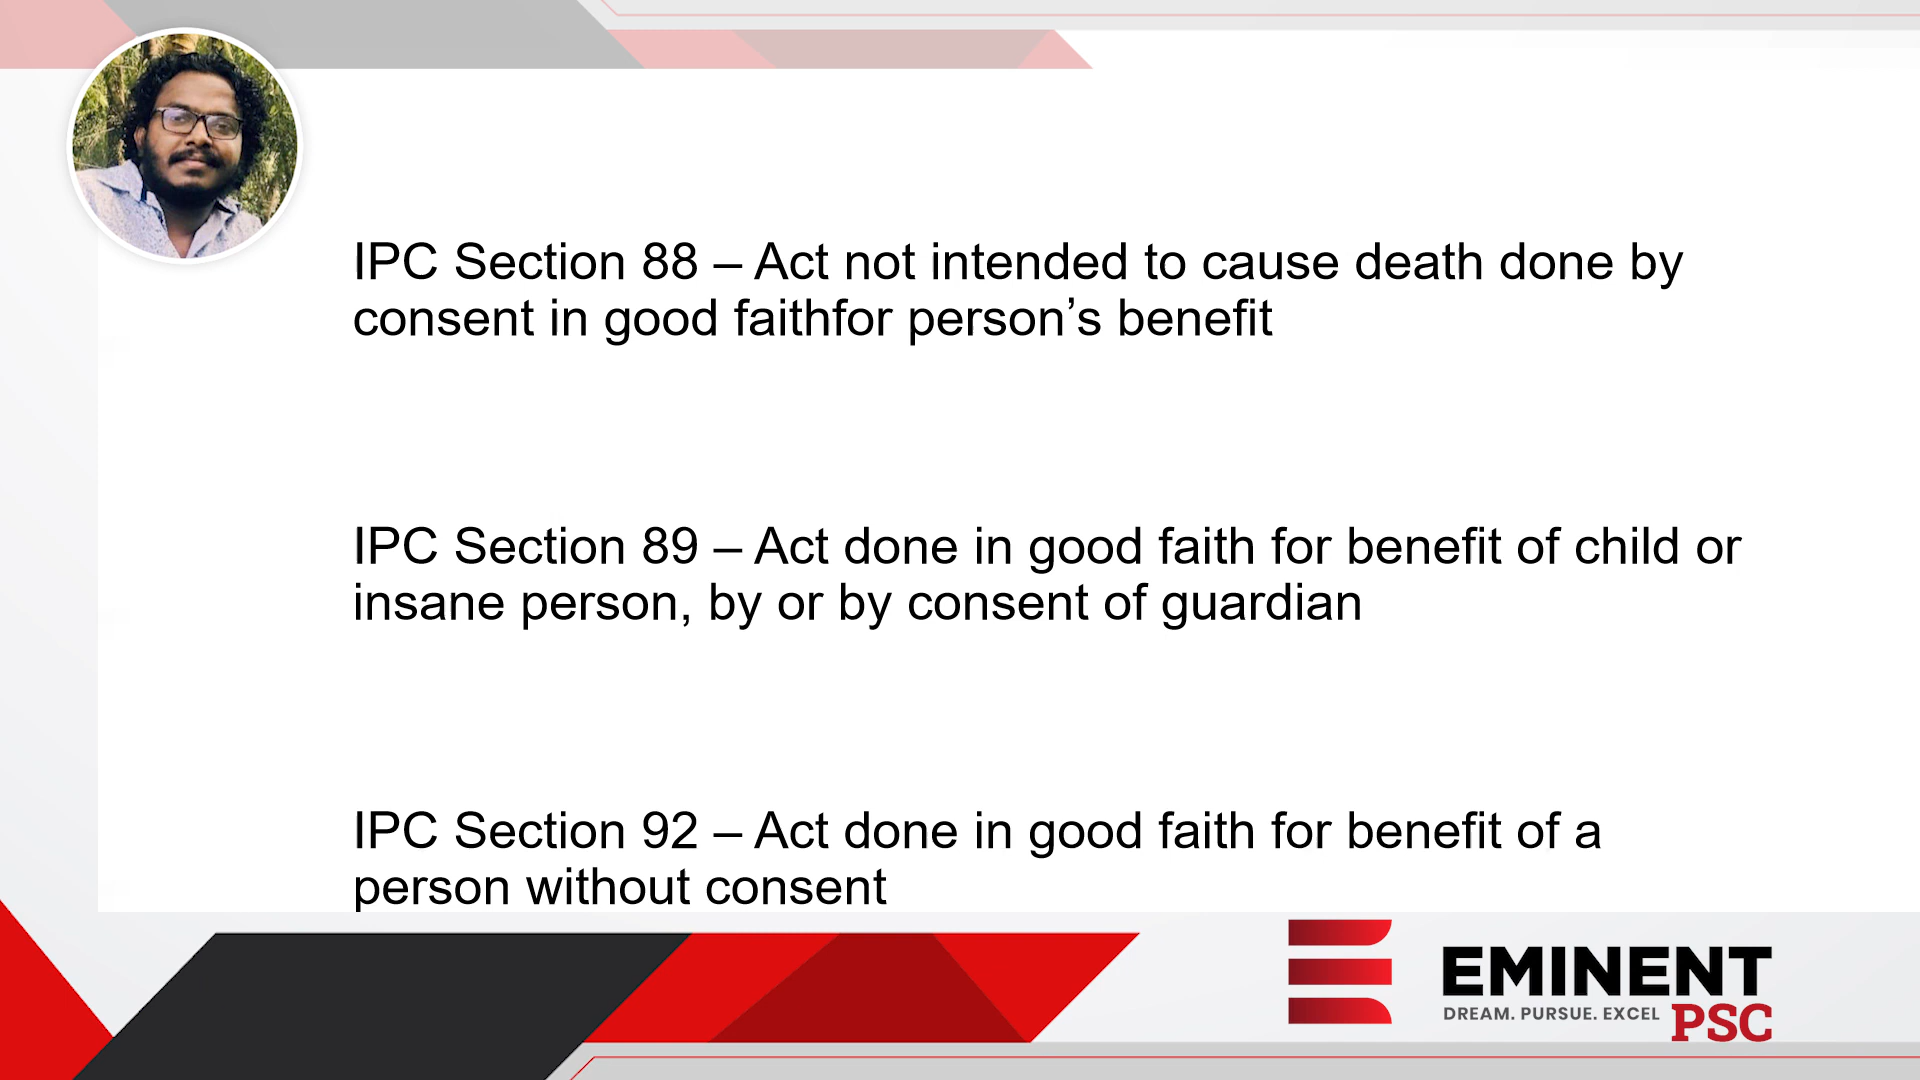 IPC Section 88 – Act not intended to cause death done by
consent in good faithfor person’s benefit
IPC Section 89 – Act done in good faith for benefit of child or
insane person, by or by consent of guardian
IPC Section 92 – Act done in good faith for benefit of a
person without consent
EMINENT
DREAM. PURSUE. EXCEL
PSC